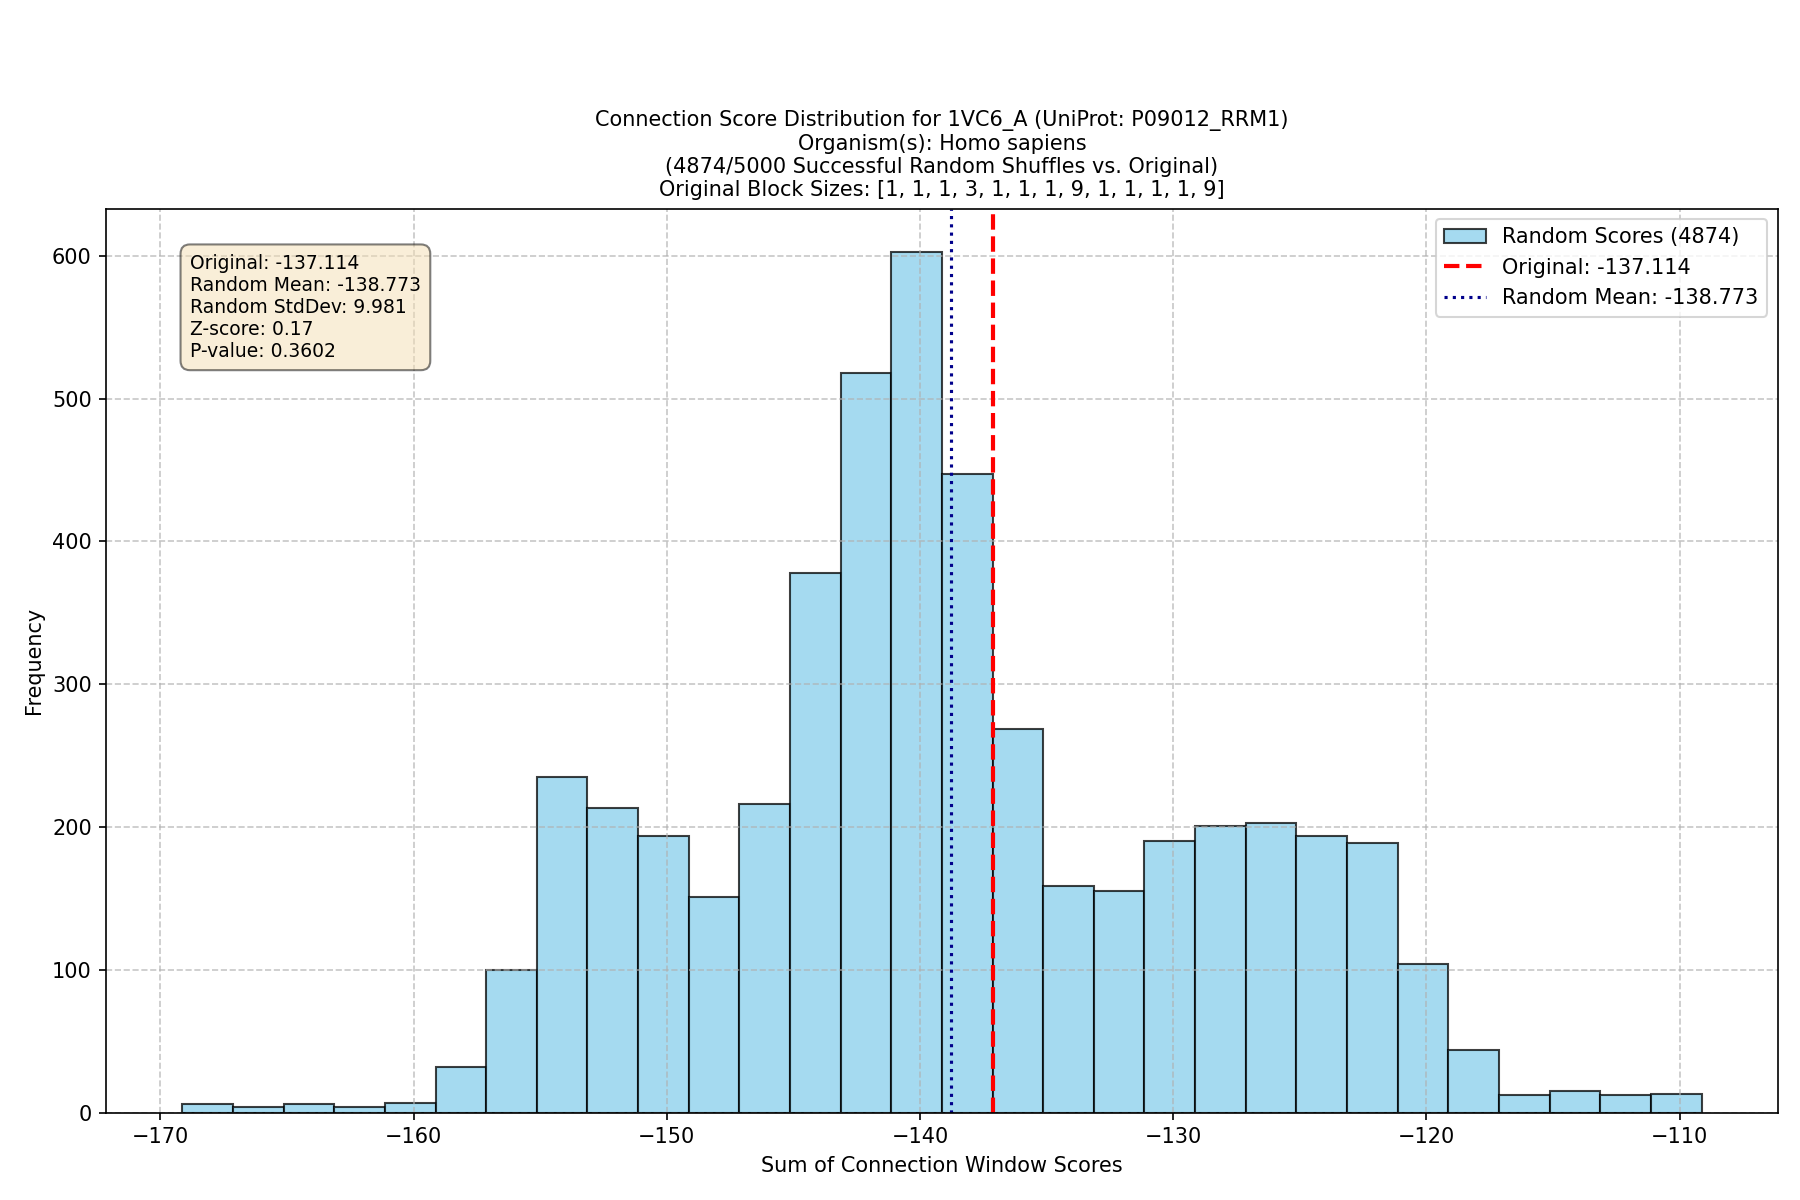 Connection Score Distribution for 1VC6_A (UniProt: P09012_RRM1)
Organism(s): Homo sapiens
(4874/5000 Successful Random Shuffles vs. Original)
Original Block Sizes: [1, 1, 1, 3, 1, 1, 1, 9, 1, 1, 1, 1, 9]
Original: -137.114
Random Mean: -138.773
Random StdDev: 9.981
Z-score: 0.17
P-value: 0.3602
Random Scores (4874)
Original: -137.114
Random Mean: -138.773
Frequency
600
500
400
300
200
100
0
−170
−160
−150
−140
−130
−120
−110
Sum of Connection Window Scores